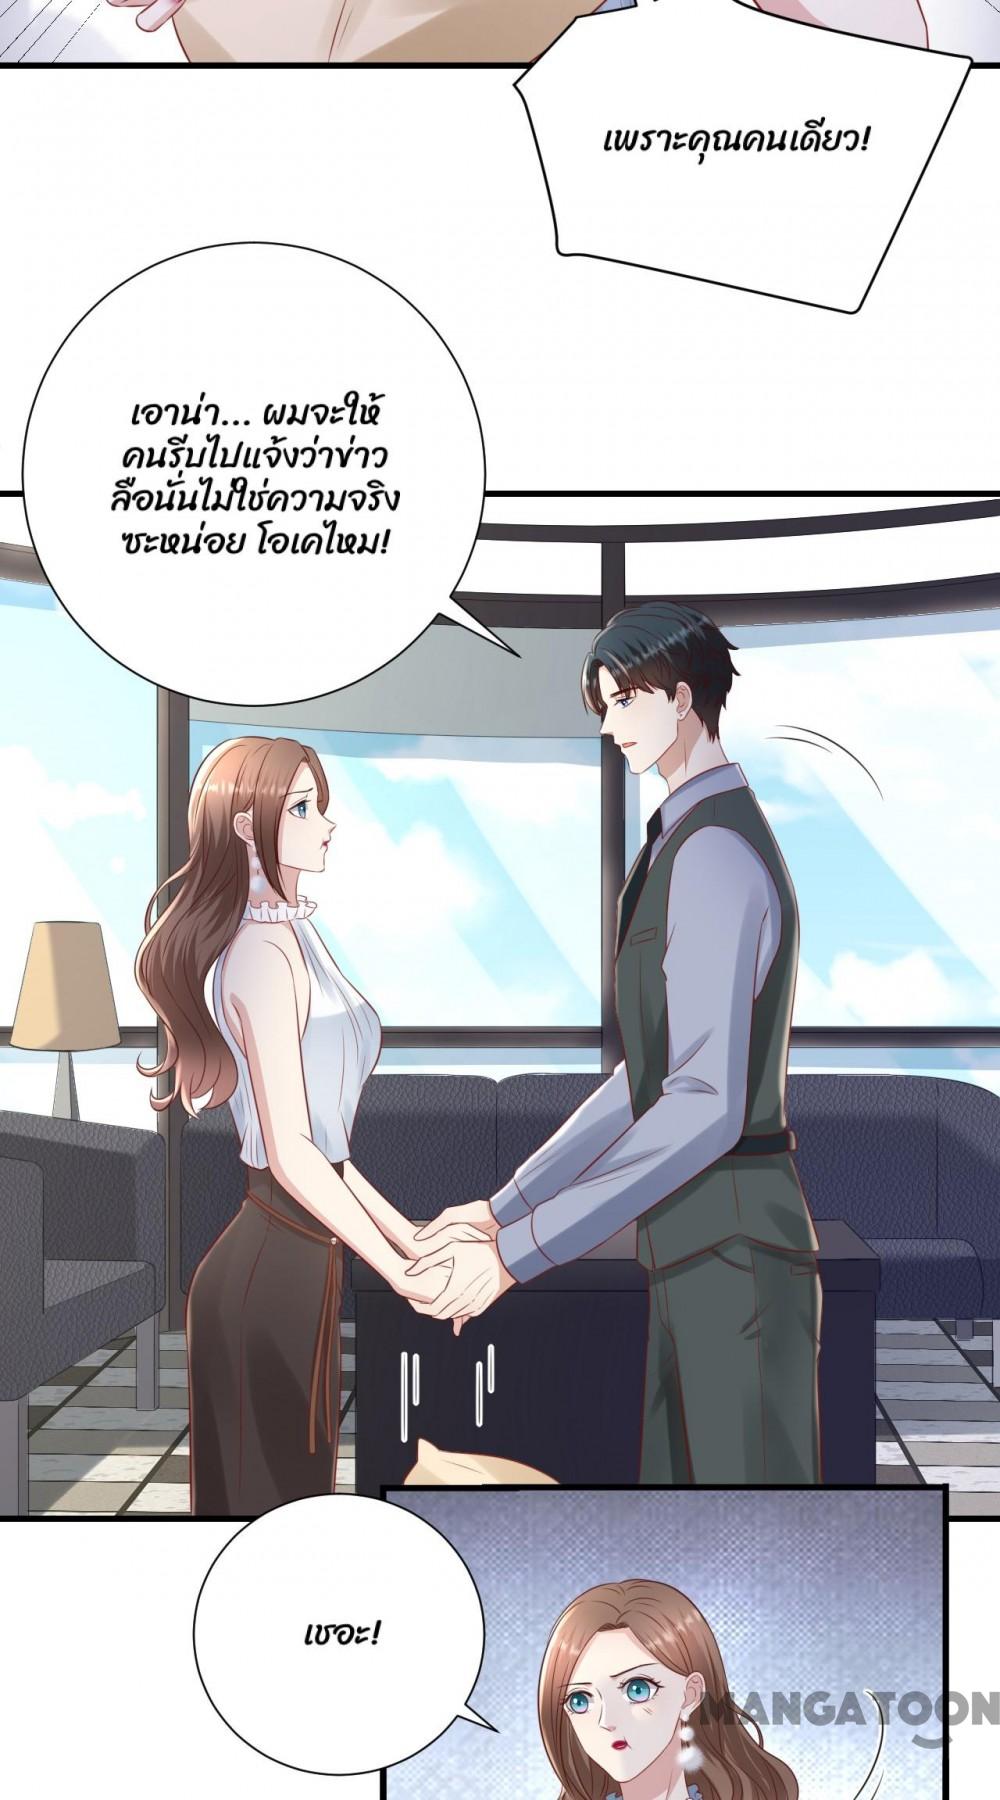 เพราะคุณคนเดียว!
เอาน่า... ผมจะให้
คนรีบไปแจ้งว่าข่าว
ลือนั่นไม่ใช่ความจริง
ซะหน่อย โอเคไหม!
เชอะ!
MANGATOON